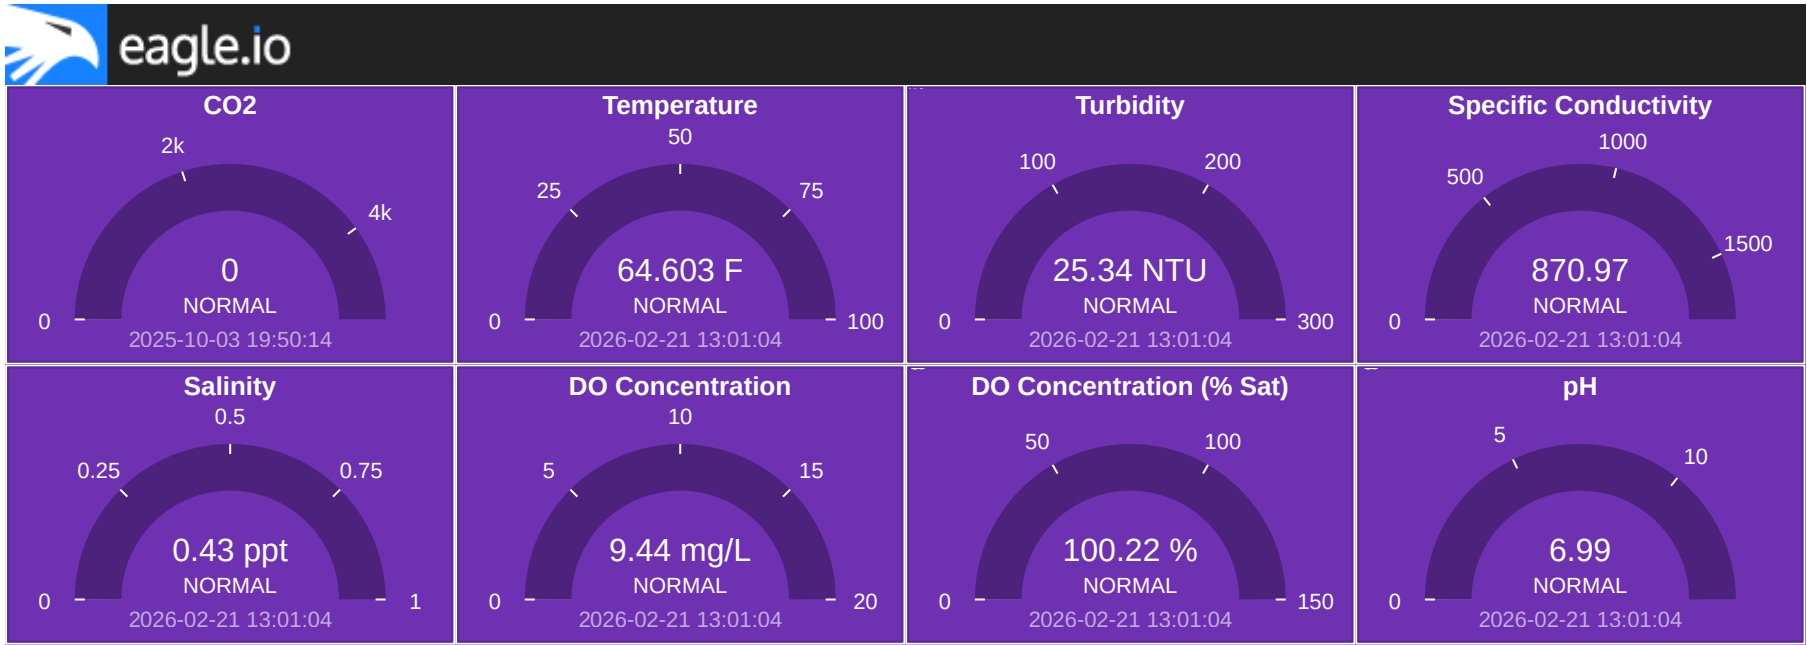 eagle.io
CO2
2k
4k
0
0
NORMAL
2025-10-03 19:50:14
Temperature
50
25
75
64.603 F
NORMAL
0
100
2026-02-21 13:01:04
Turbidity
100
200
25.34 NTU
NORMAL
0
300
2026-02-21 13:01:04
Specific Conductivity
1000
500
1500
870.97
NORMAL
0
2026-02-21 13:01:04
Salinity
0.5
0.25
0.75
0.43 ppt
NORMAL
0
1
2026-02-21 13:01:04
DO Concentration
10
5
15
9.44 mg/L
NORMAL
0
20
2026-02-21 13:01:04
DO Concentration (% Sat)
50
100
100.22 %
NORMAL
0
150
2026-02-21 13:01:04
pH
5
10
6.99
NORMAL
0
2026-02-21 13:01:04